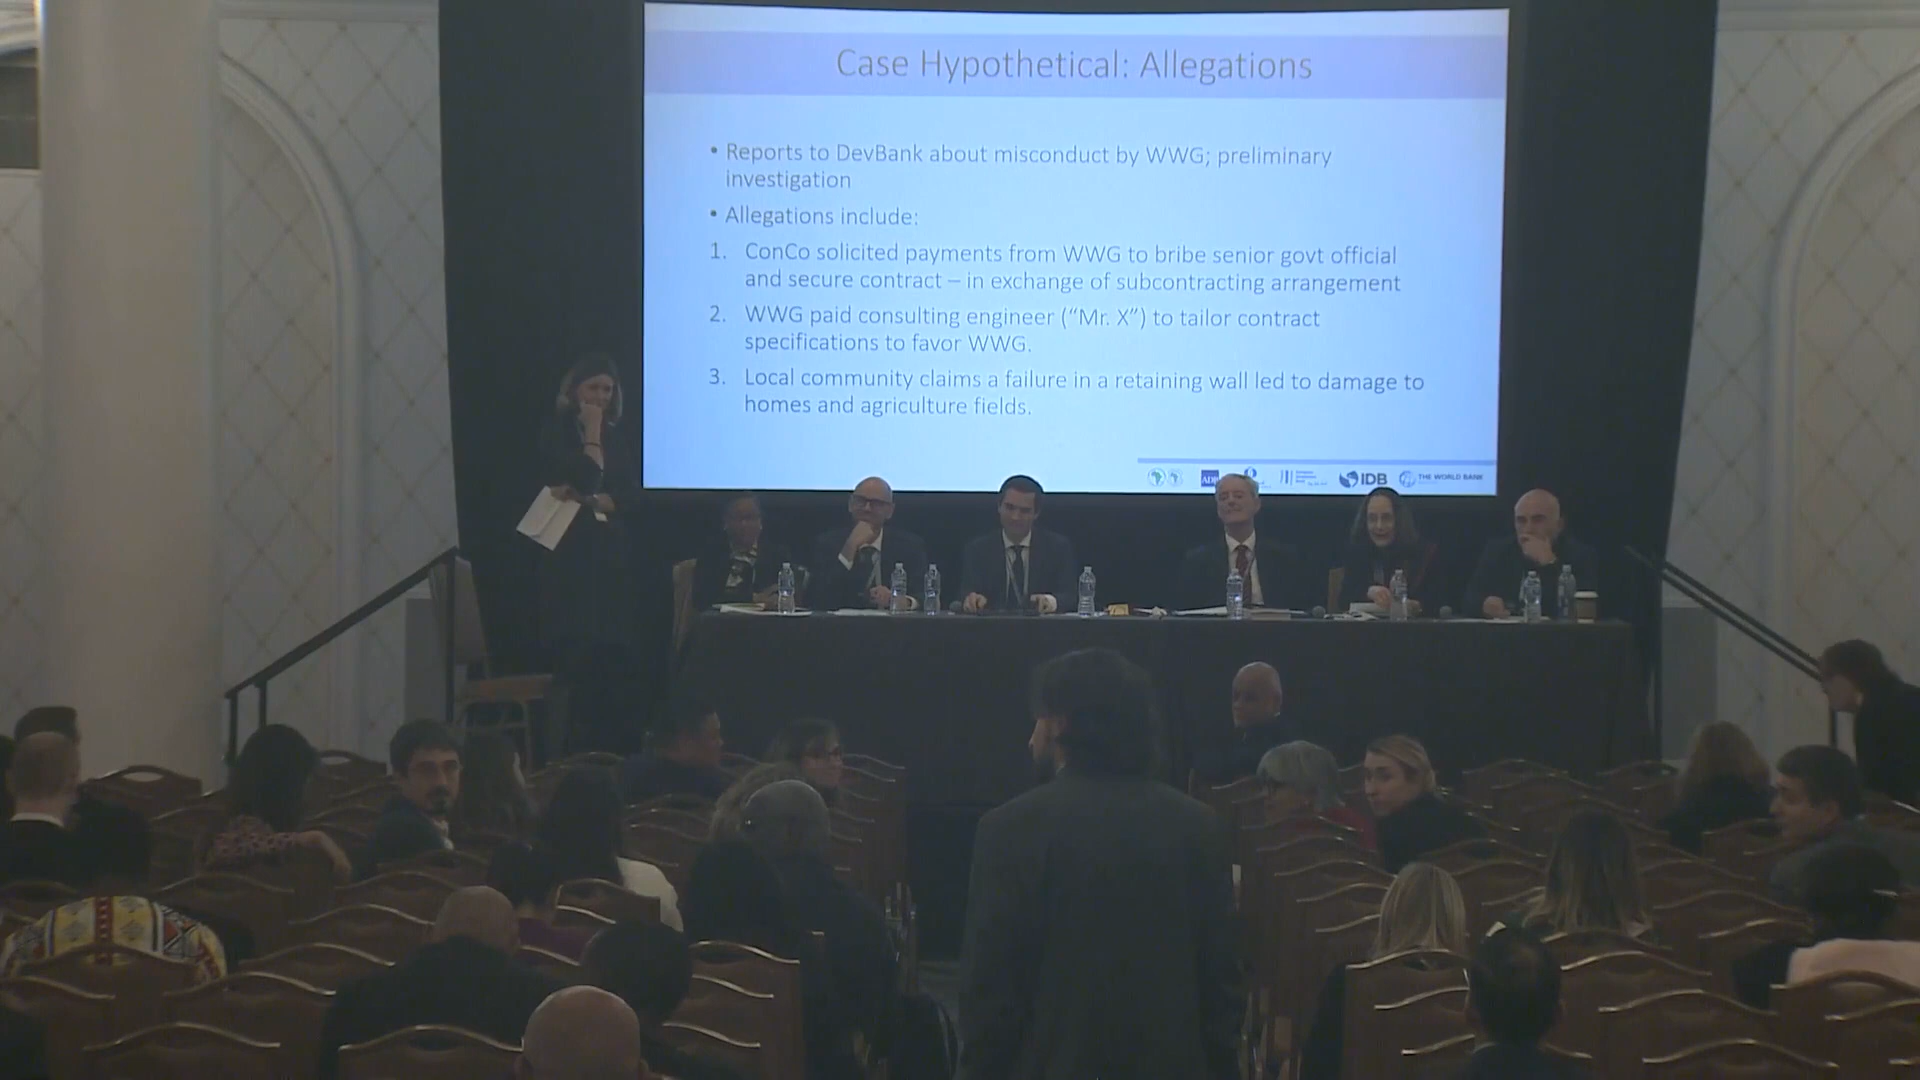 Case Hypothetical: Allegations
• Reports to DevBank about misconduct by WWG; preliminary
investigation
• Allegations include:
1. ConCo solicited payments from WWG to bribe senior govt official
and secure contract – in exchange of subcontracting arrangement
2. WWG paid consulting engineer (“Mr. X”) to tailor contract
specifications to favor WWG.
3. Local community claims a failure in a retaining wall led to damage to
homes and agriculture fields.
IDB
THE WORLD BANK